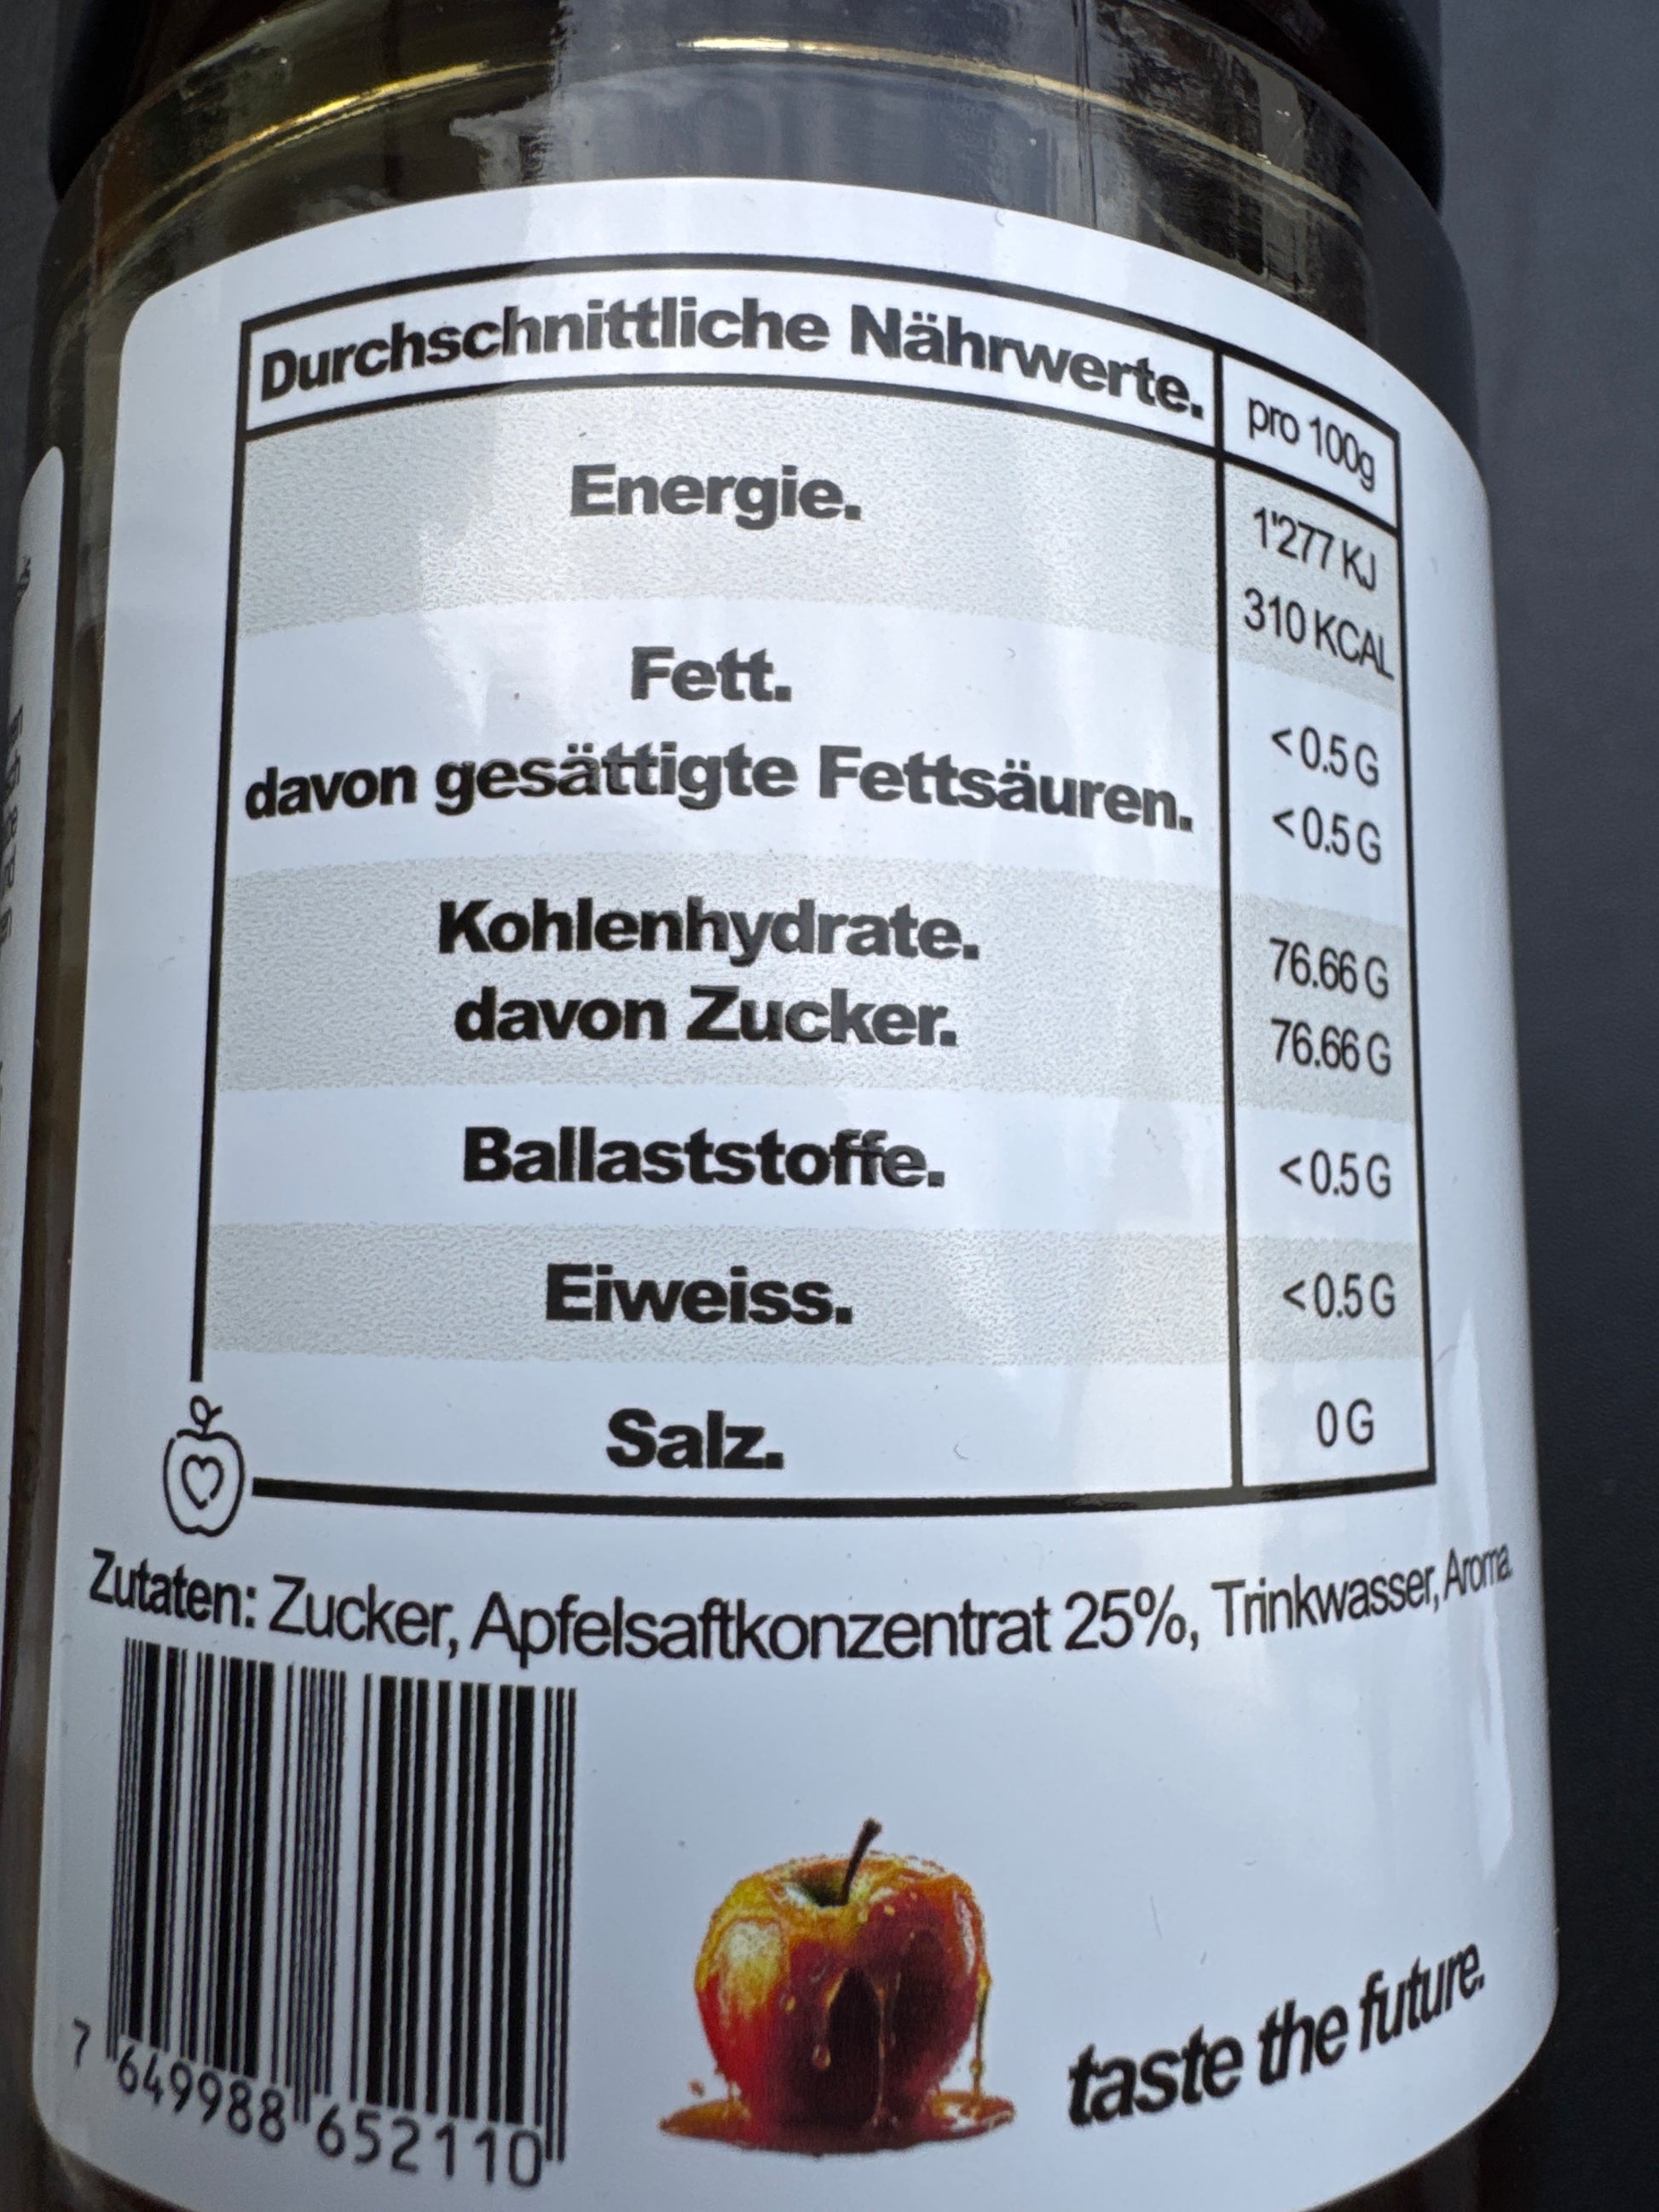 Durchschnittliche Nährwerte. pro 100g
Energie. 1'277 KJ
310 KCAL
Fett. <0.5 G
davon gesättigte Fettsäuren. <0.5 G
Kohlenhydrate. 76.66 G
davon Zucker. 76.66 G
Ballaststoffe. <0.5 G
Eiweiss. <0.5 G
Salz. 0 G
Zutaten: Zucker, Apfelsaftkonzentrat 25%, Trinkwasser, Aroma.
7 649988 652110
taste the future.